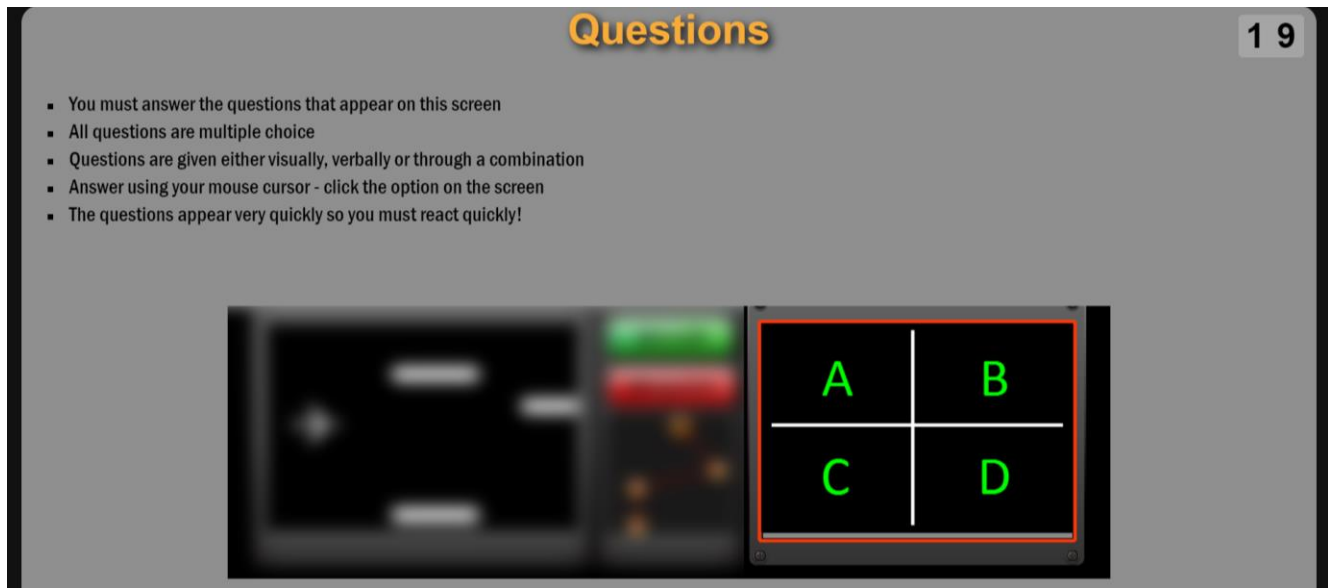 Questions
1 9
You must answer the questions that appear on this screen
All questions are multiple choice
Questions are given either visually, verbally or through a combination
Answer using your mouse cursor - click the option on the screen
The questions appear very quickly so you must react quickly!
A B
C D